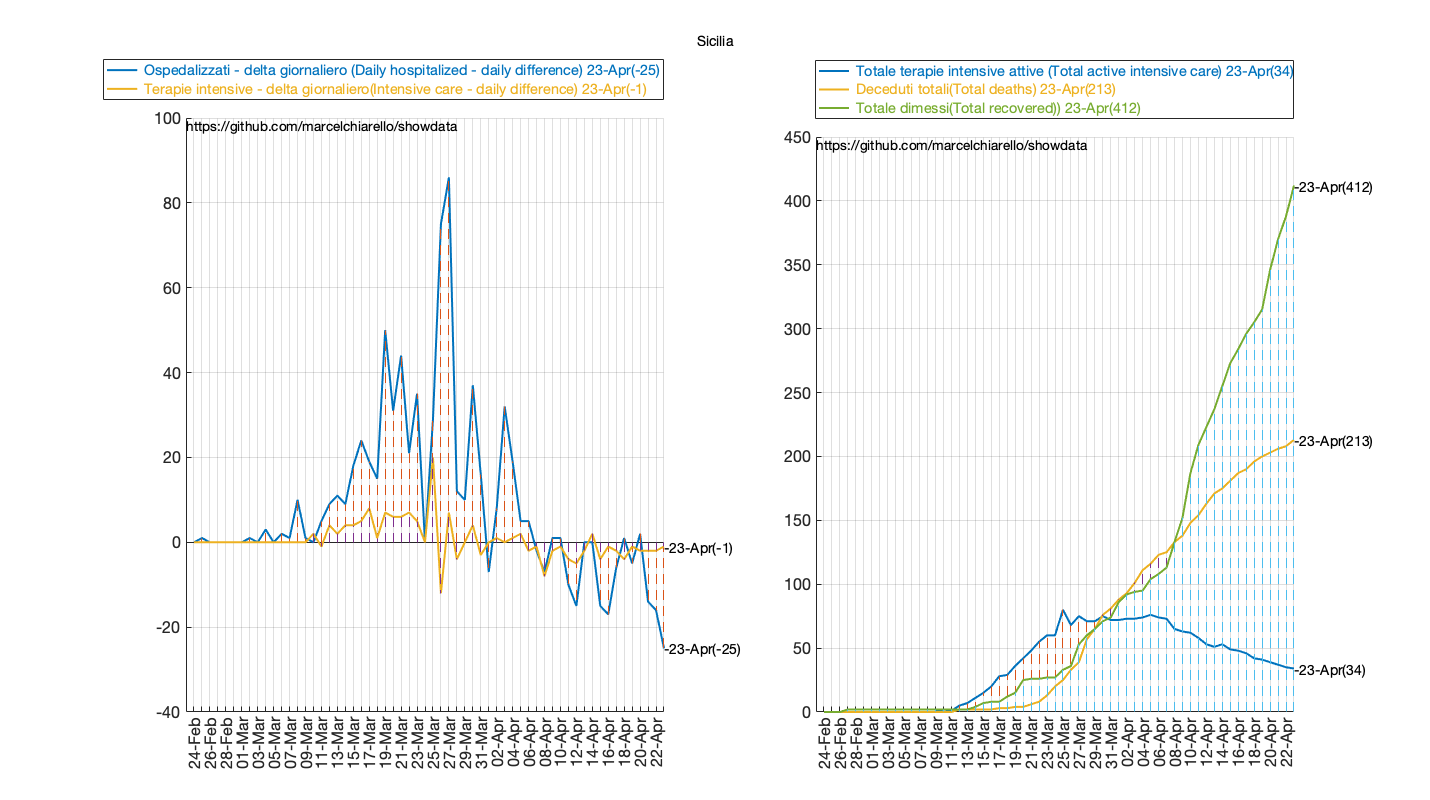 Sicilia
Ospedalizzati - delta giornaliero (Daily hospitalized - daily difference) 23-Apr(-25)
Terapie intensive - delta giornaliero(Intensive care - daily difference) 23-Apr(-1)
https://github.com/marcelchiarello/showdata
100
80
60
40
20
0
-20
-40
-23-Apr(-1)
-23-Apr(-25)
24-Feb
26-Feb
28-Feb
01-Mar
03-Mar
05-Mar
07-Mar
09-Mar
11-Mar
13-Mar
15-Mar
17-Mar
19-Mar
21-Mar
23-Mar
25-Mar
27-Mar
29-Mar
31-Mar
02-Apr
04-Apr
06-Apr
08-Apr
10-Apr
12-Apr
14-Apr
16-Apr
18-Apr
20-Apr
22-Apr
Totale terapie intensive attive (Total active intensive care) 23-Apr(34)
Deceduti totali(Total deaths) 23-Apr(213)
Totale dimessi(Total recovered)) 23-Apr(412)
https://github.com/marcelchiarello/showdata
450
400
350
300
250
200
150
100
50
0
-23-Apr(412)
-23-Apr(213)
-23-Apr(34)
24-Feb
26-Feb
28-Feb
01-Mar
03-Mar
05-Mar
07-Mar
09-Mar
11-Mar
13-Mar
15-Mar
17-Mar
19-Mar
21-Mar
23-Mar
25-Mar
27-Mar
29-Mar
31-Mar
02-Apr
04-Apr
06-Apr
08-Apr
10-Apr
12-Apr
14-Apr
16-Apr
18-Apr
20-Apr
22-Apr